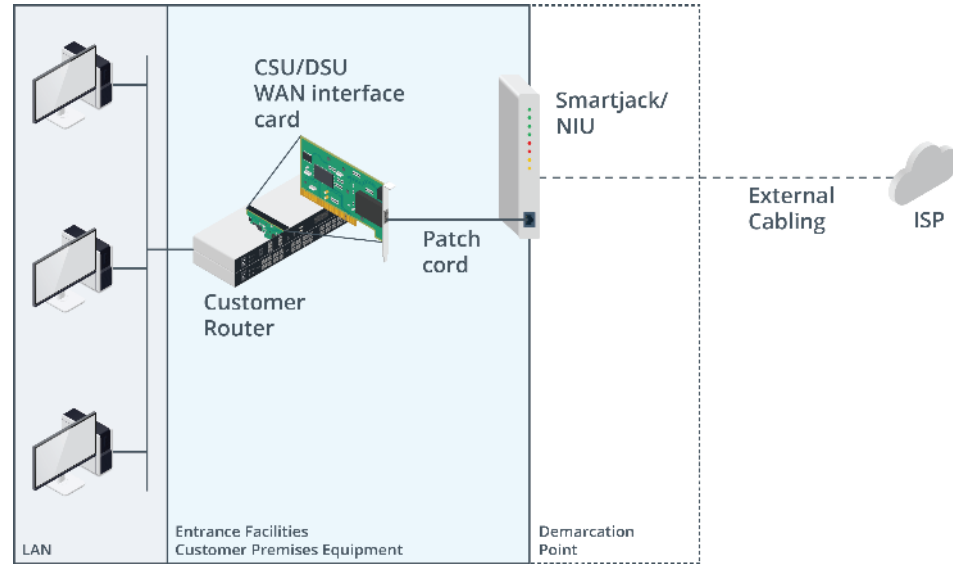 CSU/DSU
WAN interface
card
Smartjack/
NIU
External
Cabling
ISP
Patch
cord
Customer
Router
LAN
Entrance Facilities
Customer Premises Equipment
Demarcation
Point